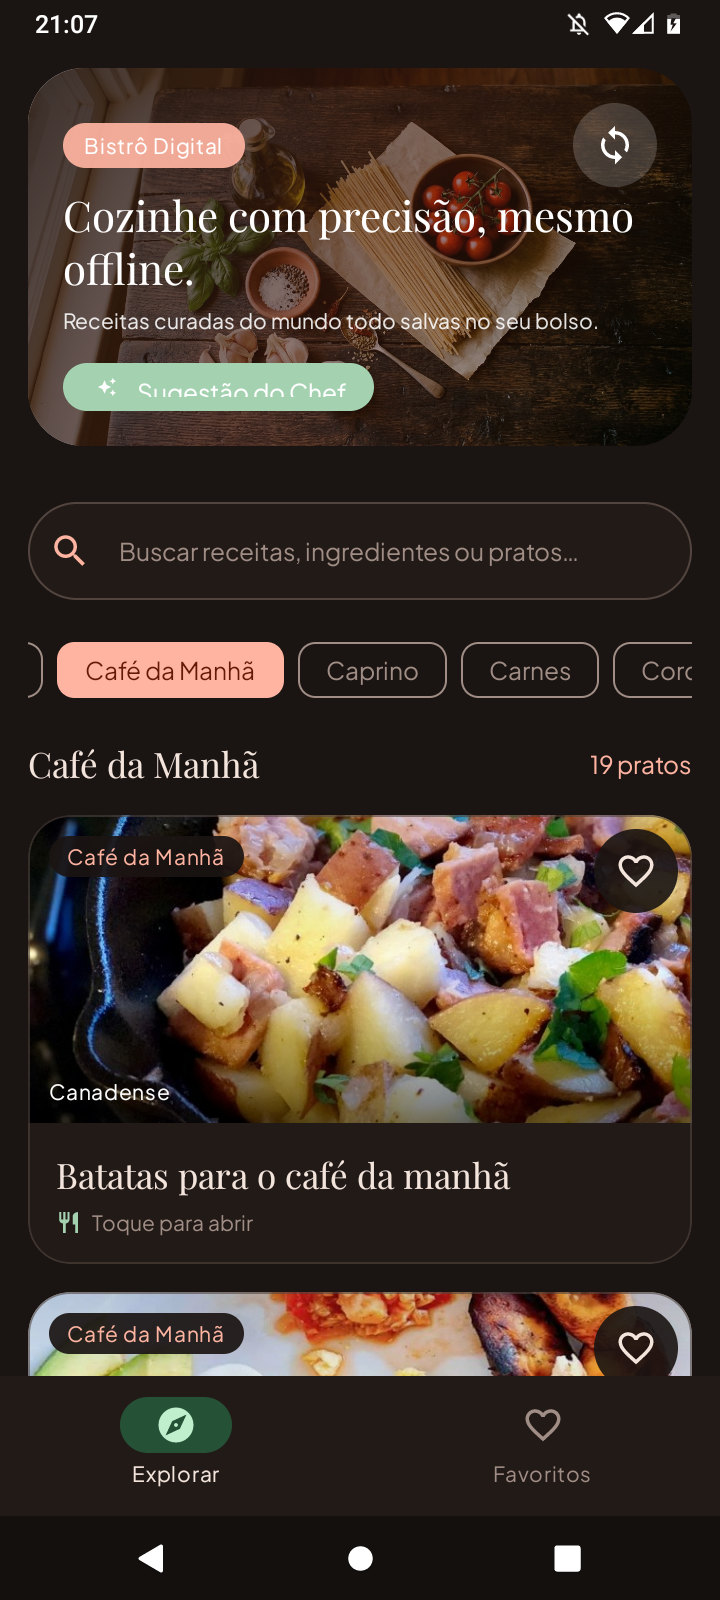 21:07
Bistrô Digital
Cozinhe com precisão, mesmo
offline.
Receitas curadas do mundo todo salvas no seu bolso.
Sugestão do Chef
Buscar receitas, ingredientes ou pratos...
Café da Manhã
Caprino
Carnes
Café da Manhã
19 pratos
Café da Manhã
Canadense
Batatas para o café da manhã
Toque para abrir
Café da Manhã
Explorar
Favoritos